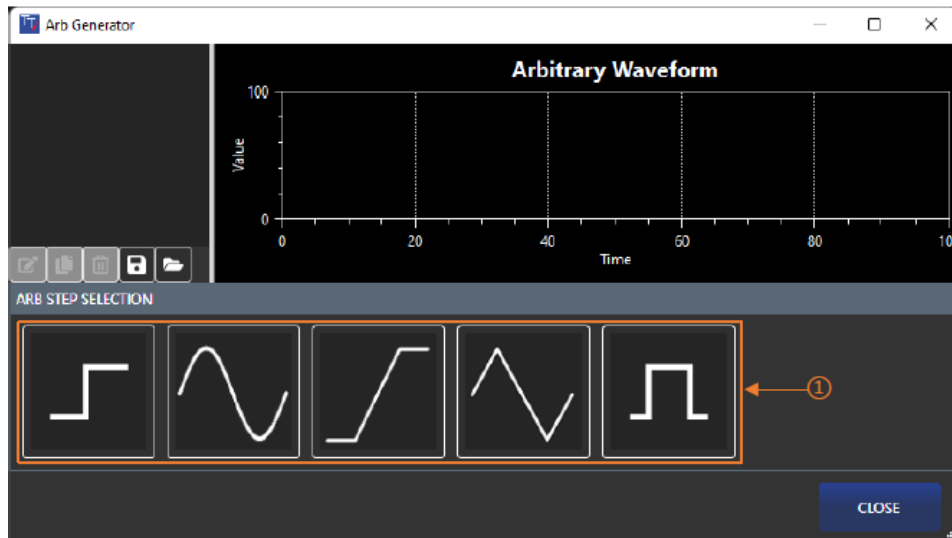 Arb Generator
Arbitrary Waveform
100
Value
0
0 20 40 60 80 10
Time
ARB STEP SELECTION
①
CLOSE